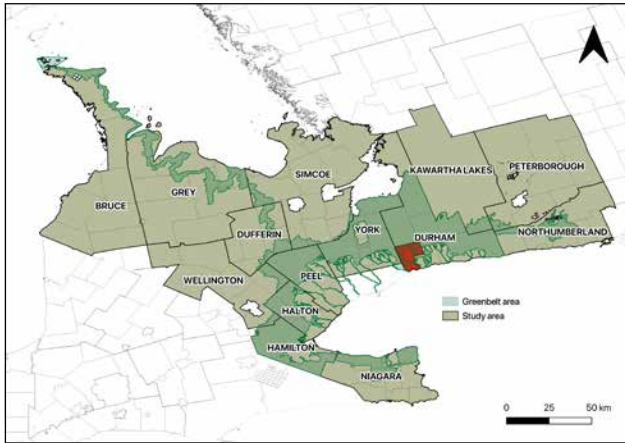 SIMCOE
KAWARTHA LAKES
PETERBOROUGH
GREY
BRUCE
DUFFERIN
YORK
DURHAM
NORTHUMBERLAND
WELLINGTON
PEEL
HALTON
HAMILTON
NIAGARA
Greenbelt area
Study area
0 25 50 km